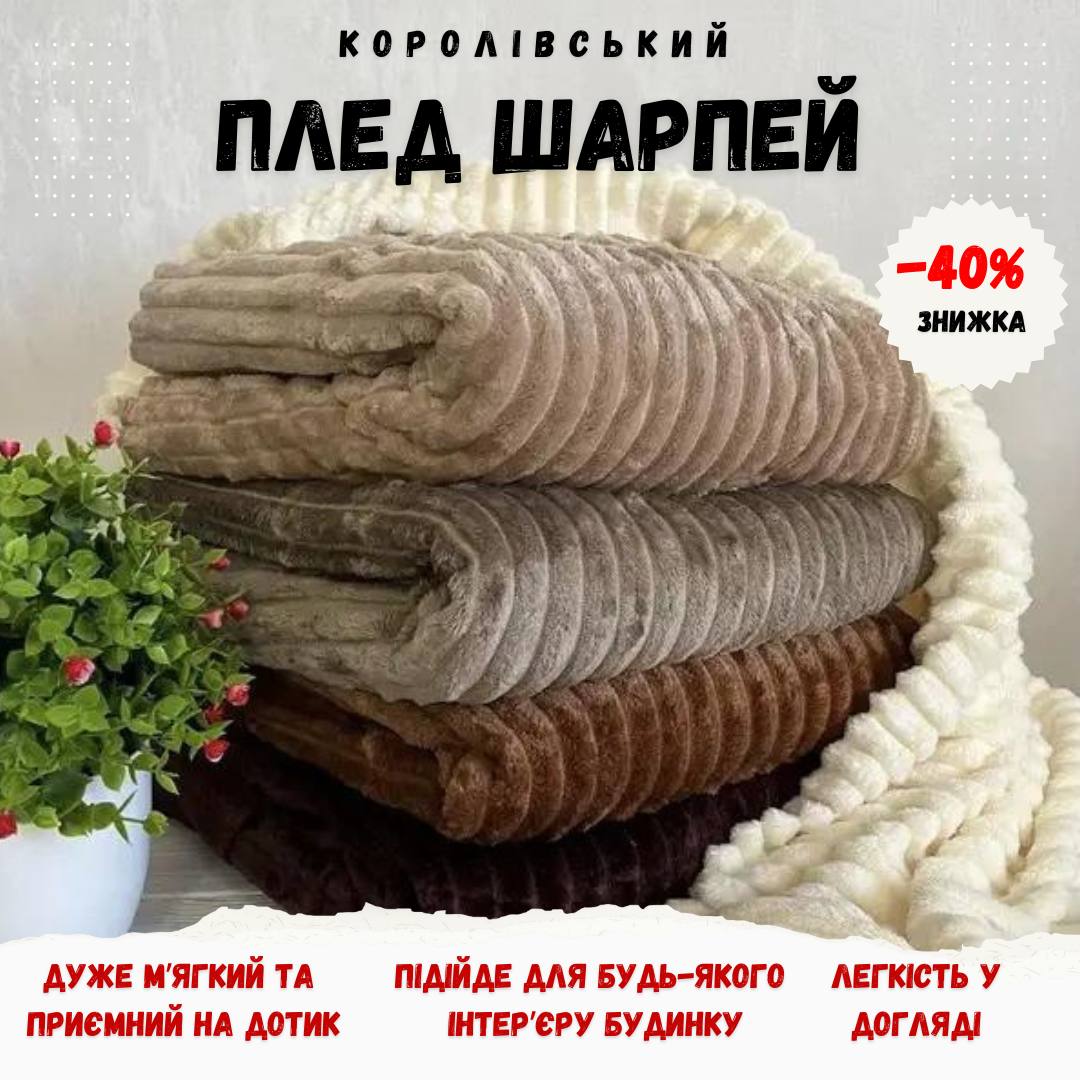 КОРОЛІВСЬКИЙ
ПЛЕД ШАРПЕЙ
-40%
ЗНИЖКА
ДУЖЕ М'ЯГКИЙ ТА
ПРИЄМНИЙ НА ДОТИК
ПІДІЙДЕ ДЛЯ БУДЬ-ЯКОГО
ІНТЕР'ЄРУ БУДИНКУ
ЛЕГКІСТЬ У
ДОГЛЯДІ